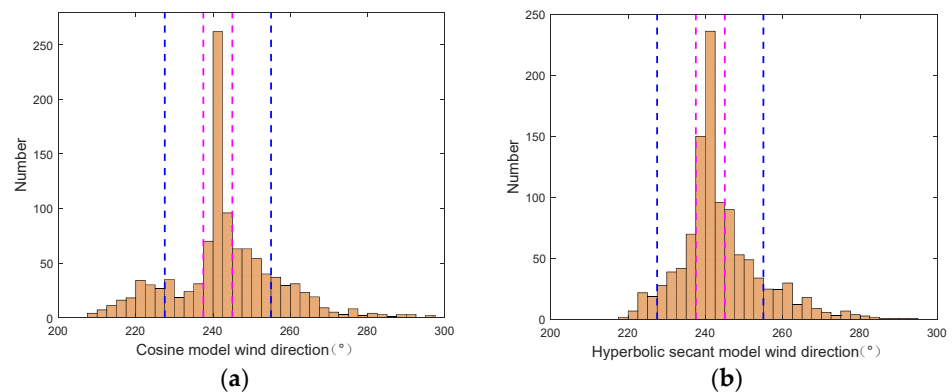 250
200
150
100
50
0
Number
200 220 240 260 280 300
Cosine model wind direction(°)
(a)
250
200
150
100
50
0
Number
200 220 240 260 280 300
Hyperbolic secant model wind direction(°)
(b)